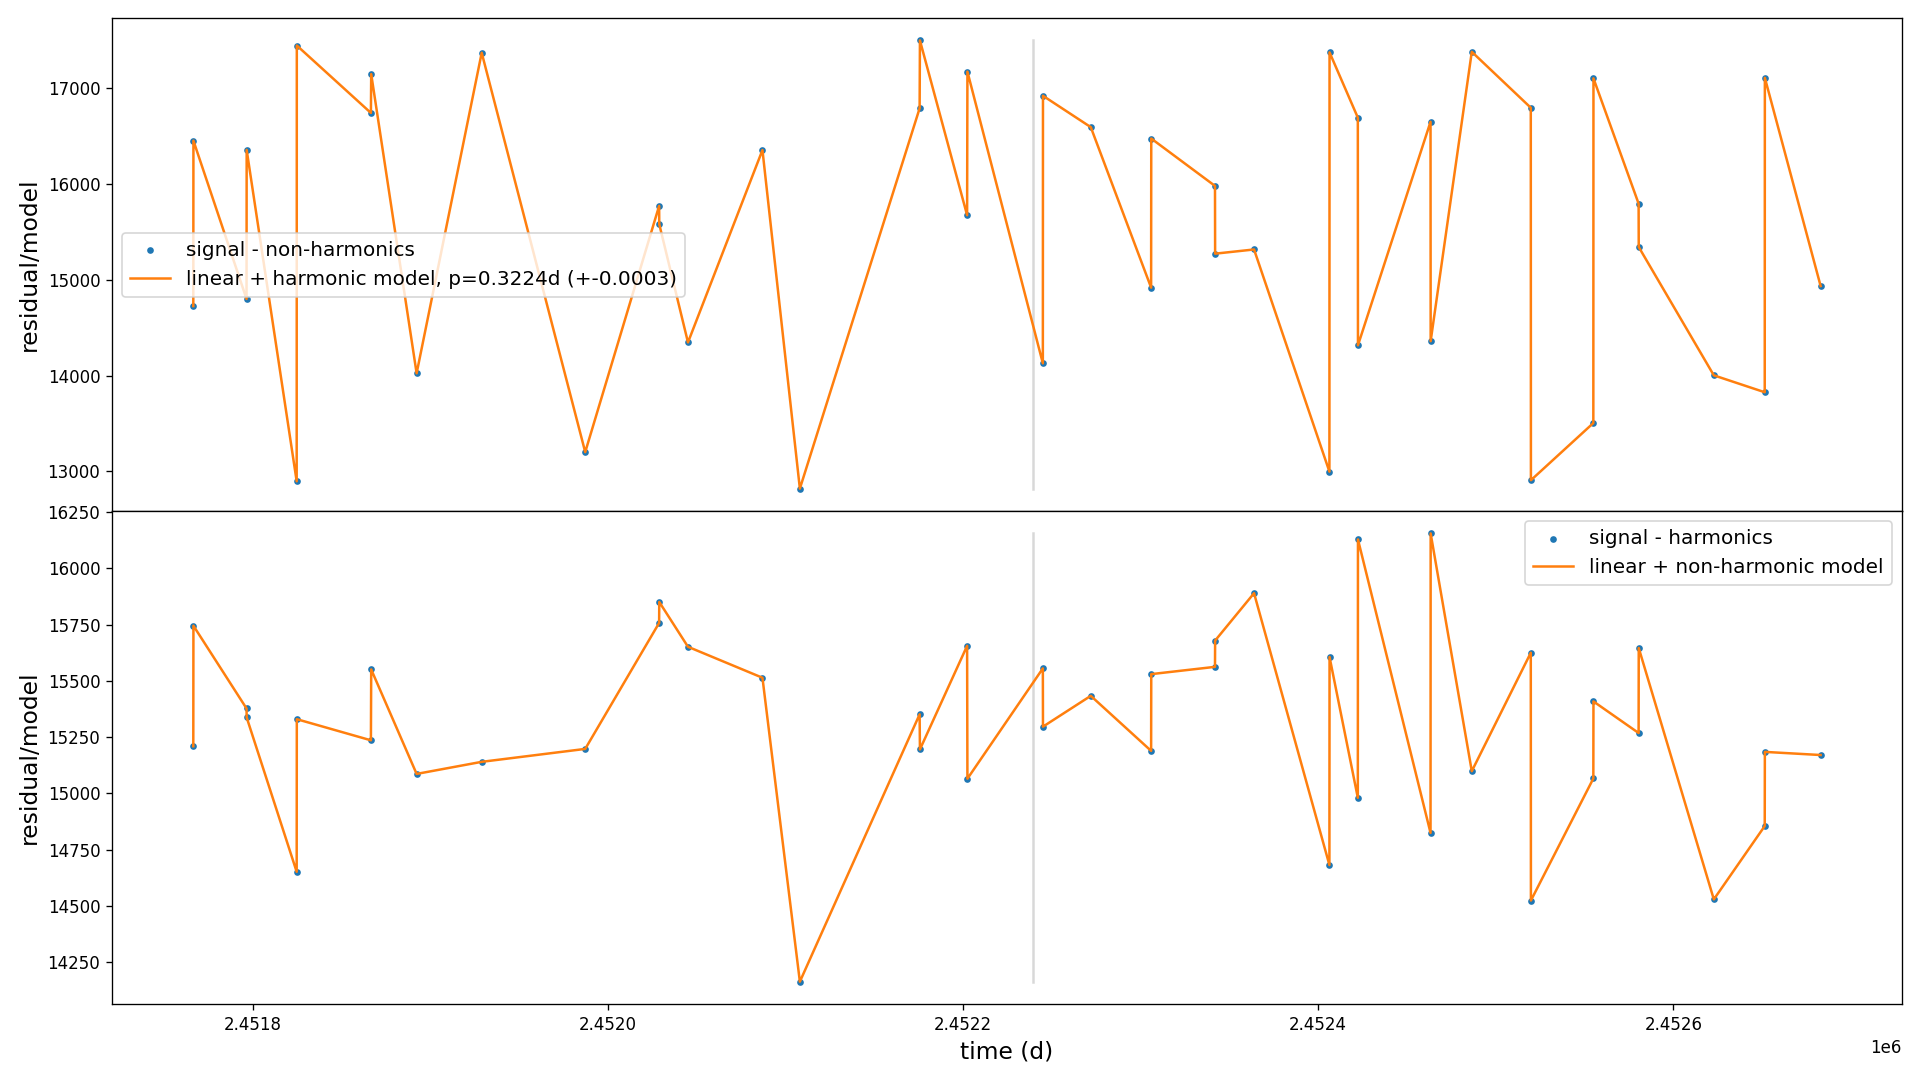 17000
16000
15000
14000
13000
residual/model
signal - non-harmonics
linear + harmonic model, p=0.3224d (+-0.0003)
16250
16000
15750
15500
15250
15000
14750
14500
14250
residual/model
signal - harmonics
linear + non-harmonic model
2.4518
2.4520
2.4522
2.4524
2.4526
time (d)
1e6